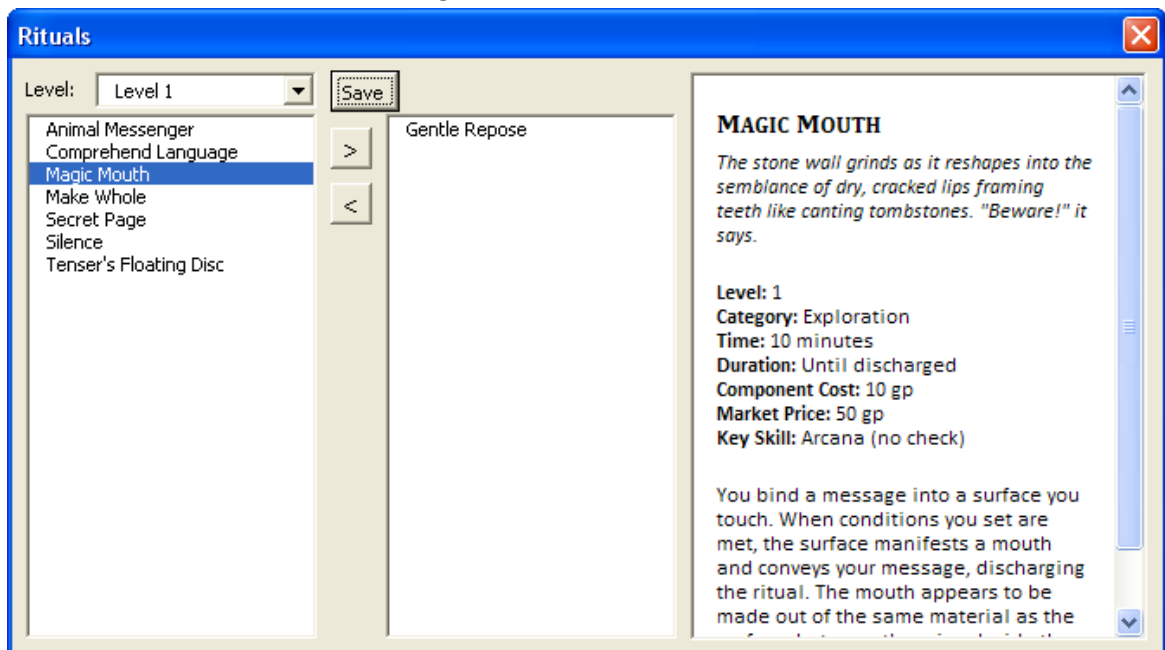 Rituals
Level: Level 1
Save
Animal Messenger
Comprehend Language
Magic Mouth
Make Whole
Secret Page
Silence
Tenser's Floating Disc
>
<
Gentle Repose
MAGIC MOUTH
The stone wall grinds as it reshapes into the
semblance of dry, cracked lips framing
teeth like canting tombstones. "Beware!" it
says.
Level: 1
Category: Exploration
Time: 10 minutes
Duration: Until discharged
Component Cost: 10 gp
Market Price: 50 gp
Key Skill: Arcana (no check)
You bind a message into a surface you
touch. When conditions you set are
met, the surface manifests a mouth
and conveys your message, discharging
the ritual. The mouth appears to be
made out of the same material as the